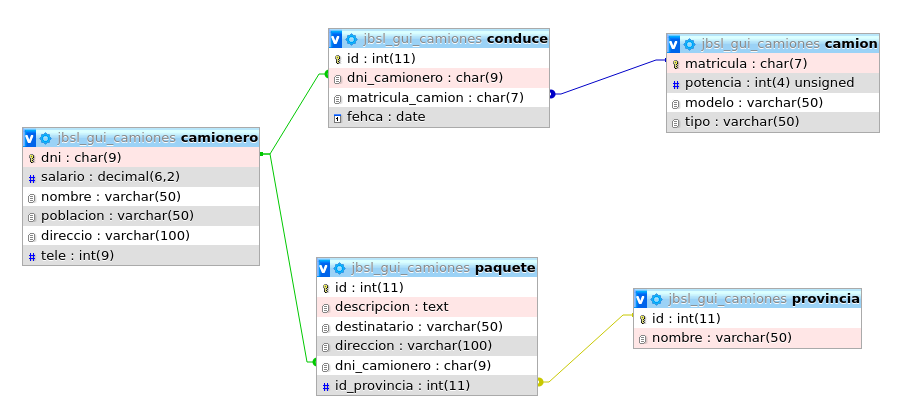 v jbsl_gui_camiones conduce
id : int(11)
dni_camionero : char(9)
matricula_camion : char(7)
fehca : date
v jbsl_gui_camiones camion
matricula : char(7)
# potencia : int(4) unsigned
modelo : varchar(50)
tipo : varchar(50)
v jbsl_gui_camiones camionero
dni : char(9)
# salario : decimal(6,2)
nombre : varchar(50)
poblacion : varchar(50)
direccio : varchar(100)
# tele : int(9)
v jbsl_gui_camiones paquete
id : int(11)
descripcion : text
destinatario : varchar(50)
direccion : varchar(100)
dni_camionero : char(9)
# id_provincia : int(11)
v jbsl_gui_camiones provincia
id : int(11)
nombre : varchar(50)